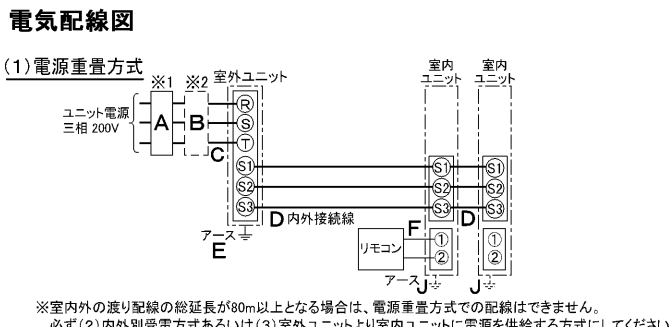 電気配線図
(1)電源重畳方式
※1 ※2 室外ユニット
室内ユニット
室内ユニット
ユニット電源
三相 200V
A
B
R
S
T
C
S1
S2
S3
S1
S2
S3
S1
S2
S3
D 内外接続線
D
アース
E
リモコン
F
①
②
①
②
アース J
J
※室内外の渡り配線の総延長が80m以上となる場合は、電源重畳方式での配線はできません。
必ず(2)内外別受電方式あるいは(3)室外ユニットより室内ユニットに電源を供給する方式にしてください